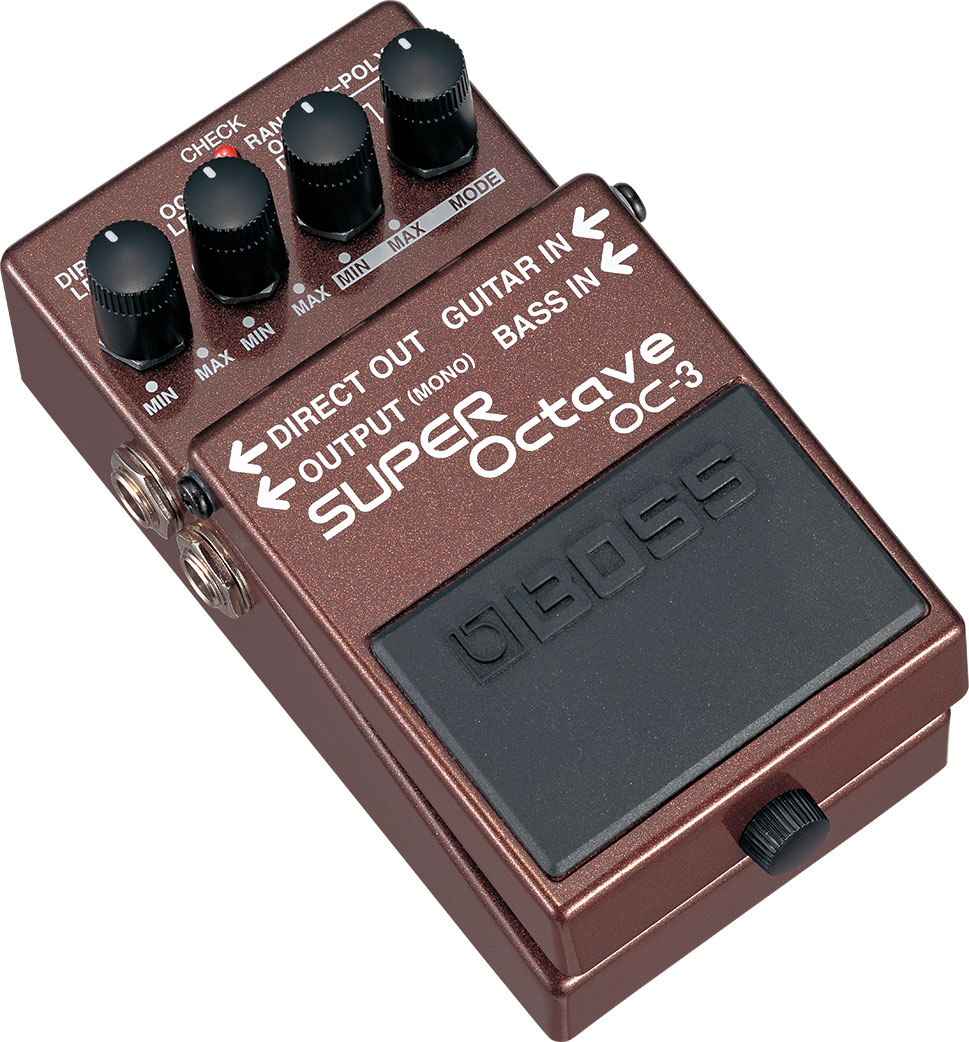 CHECK
POLY
MODE
MIN
MAX
MIN
MAX
MIN
MAX
DIRECT OUT GUITAR IN
OUTPUT (MONO) BASS IN
SUPER
Octave
OC-3
BOSS